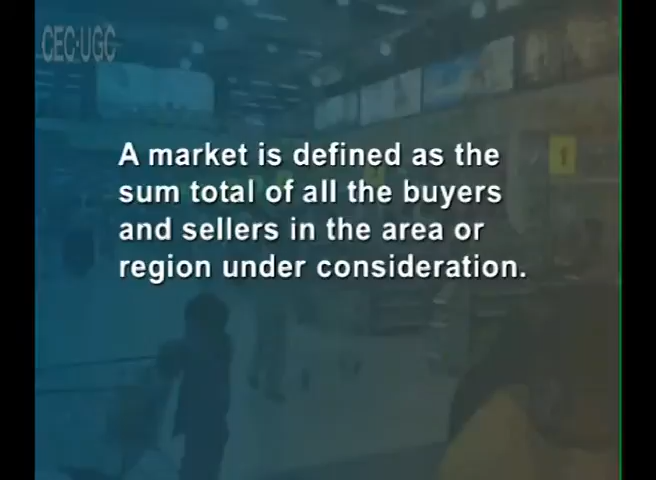 CEC-UGC
A market is defined as the
sum total of all the buyers
and sellers in the area or
region under consideration.